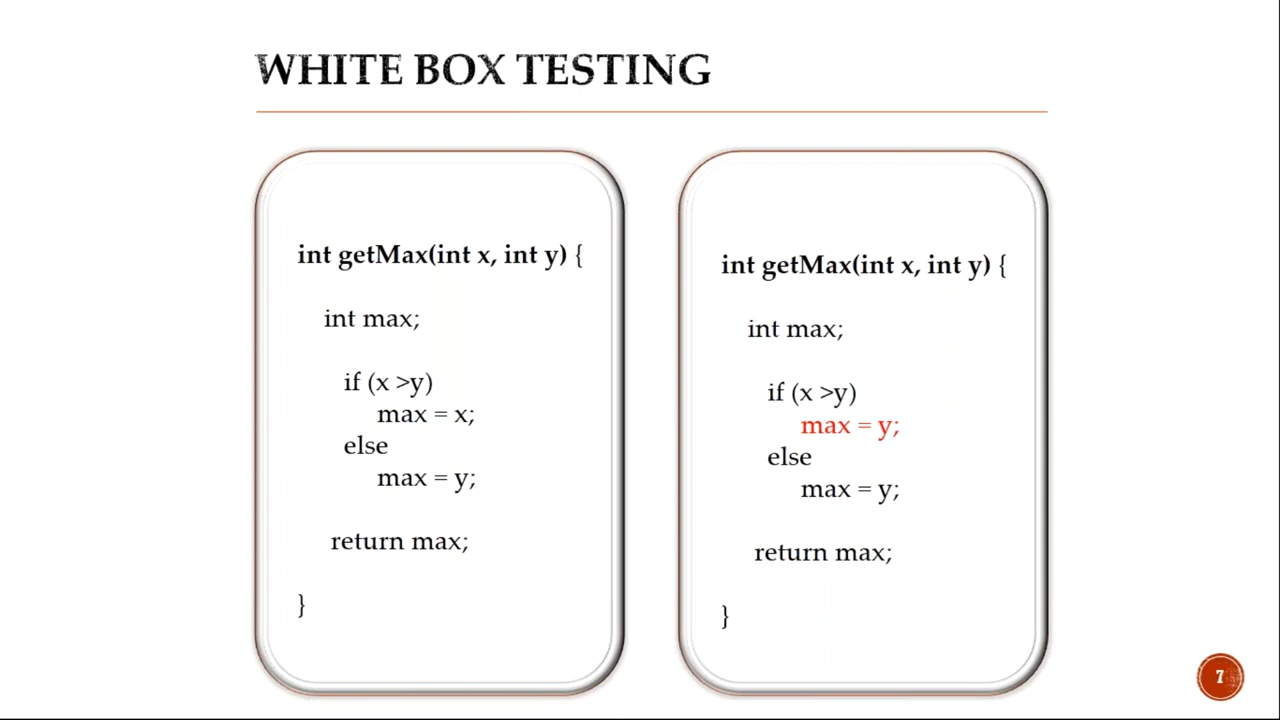 WHITE BOX TESTING
int getMax(int x, int y) {
int max;
if (x >y)
max = x;
else
max = y;
return max;
}
int getMax(int x, int y) {
int max;
if (x >y)
max = y;
else
max = y;
return max;
}
7